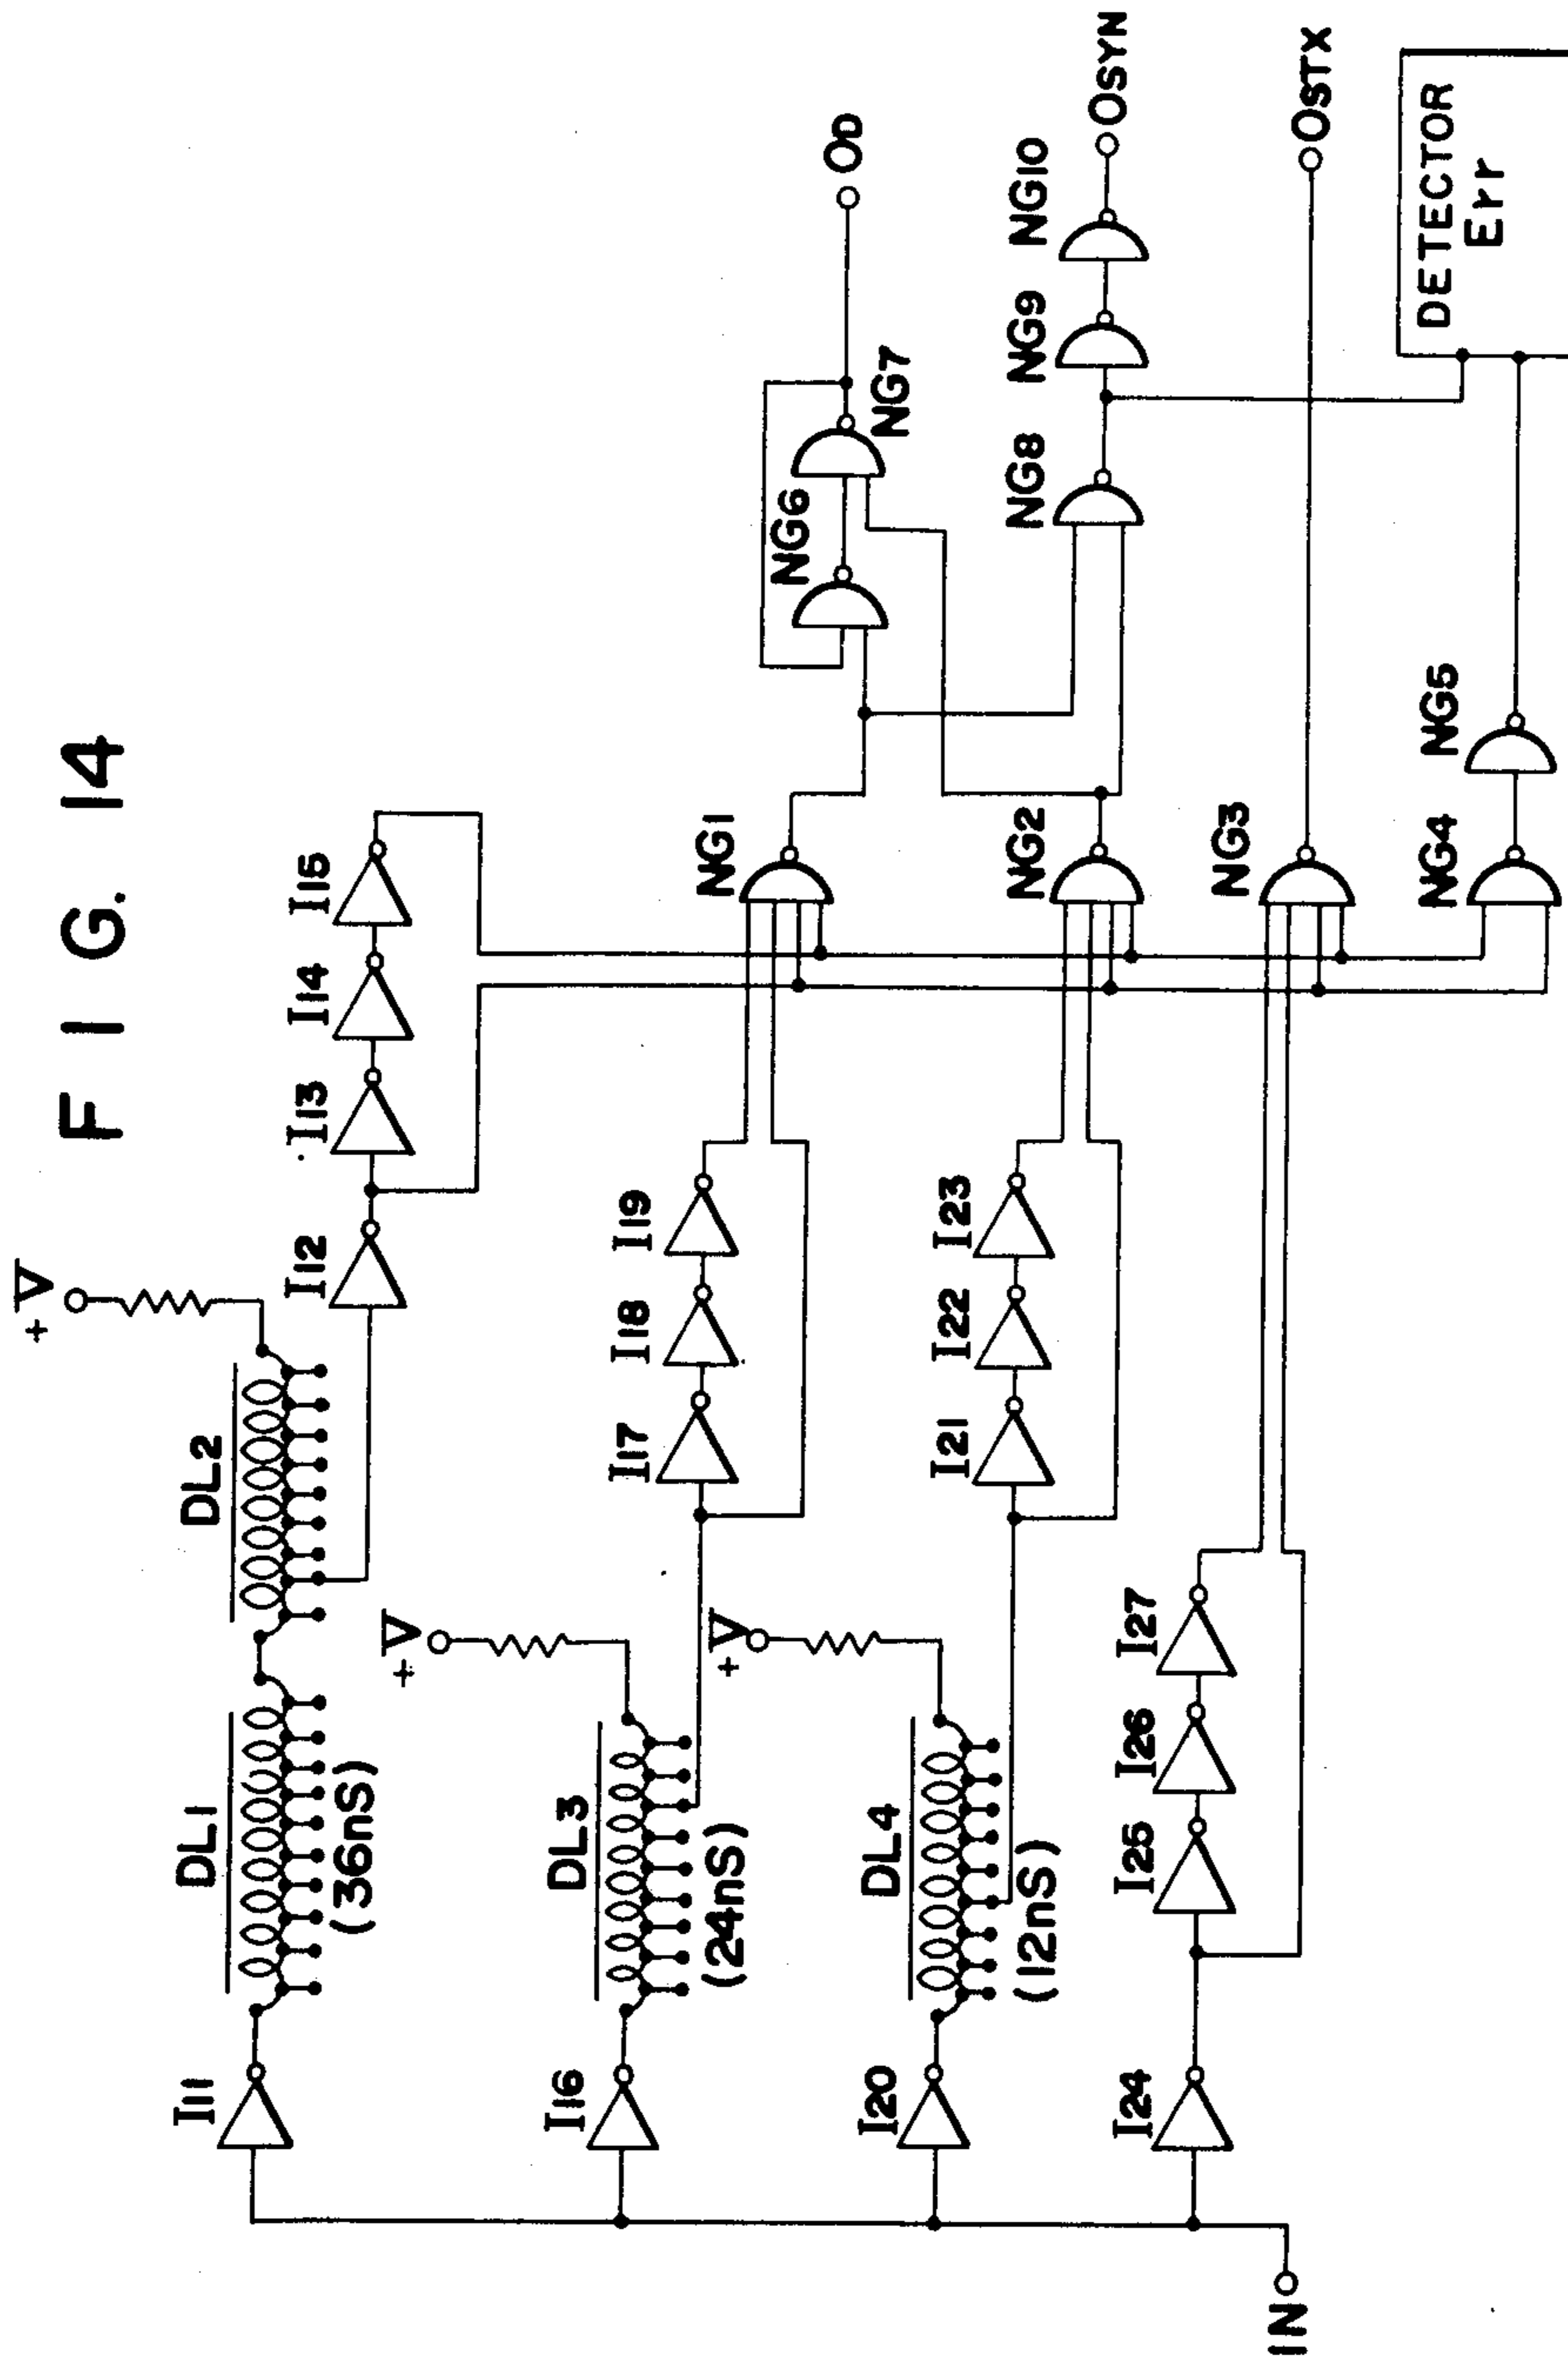 FIG. 14
+V
DL1
DL2
(36nS)
I11
I12
I13
I14
I15
+V
DL3
(24nS)
I16
I17
I18
I19
NG1
NG6
NG7
OD
+V
DL4
(12nS)
I20
I21
I22
I23
NG2
NG8
NG9
NG10
OSYN
I24
I25
I26
I27
NG3
OSTX
NG4
NG5
DETECTOR
Err
IN